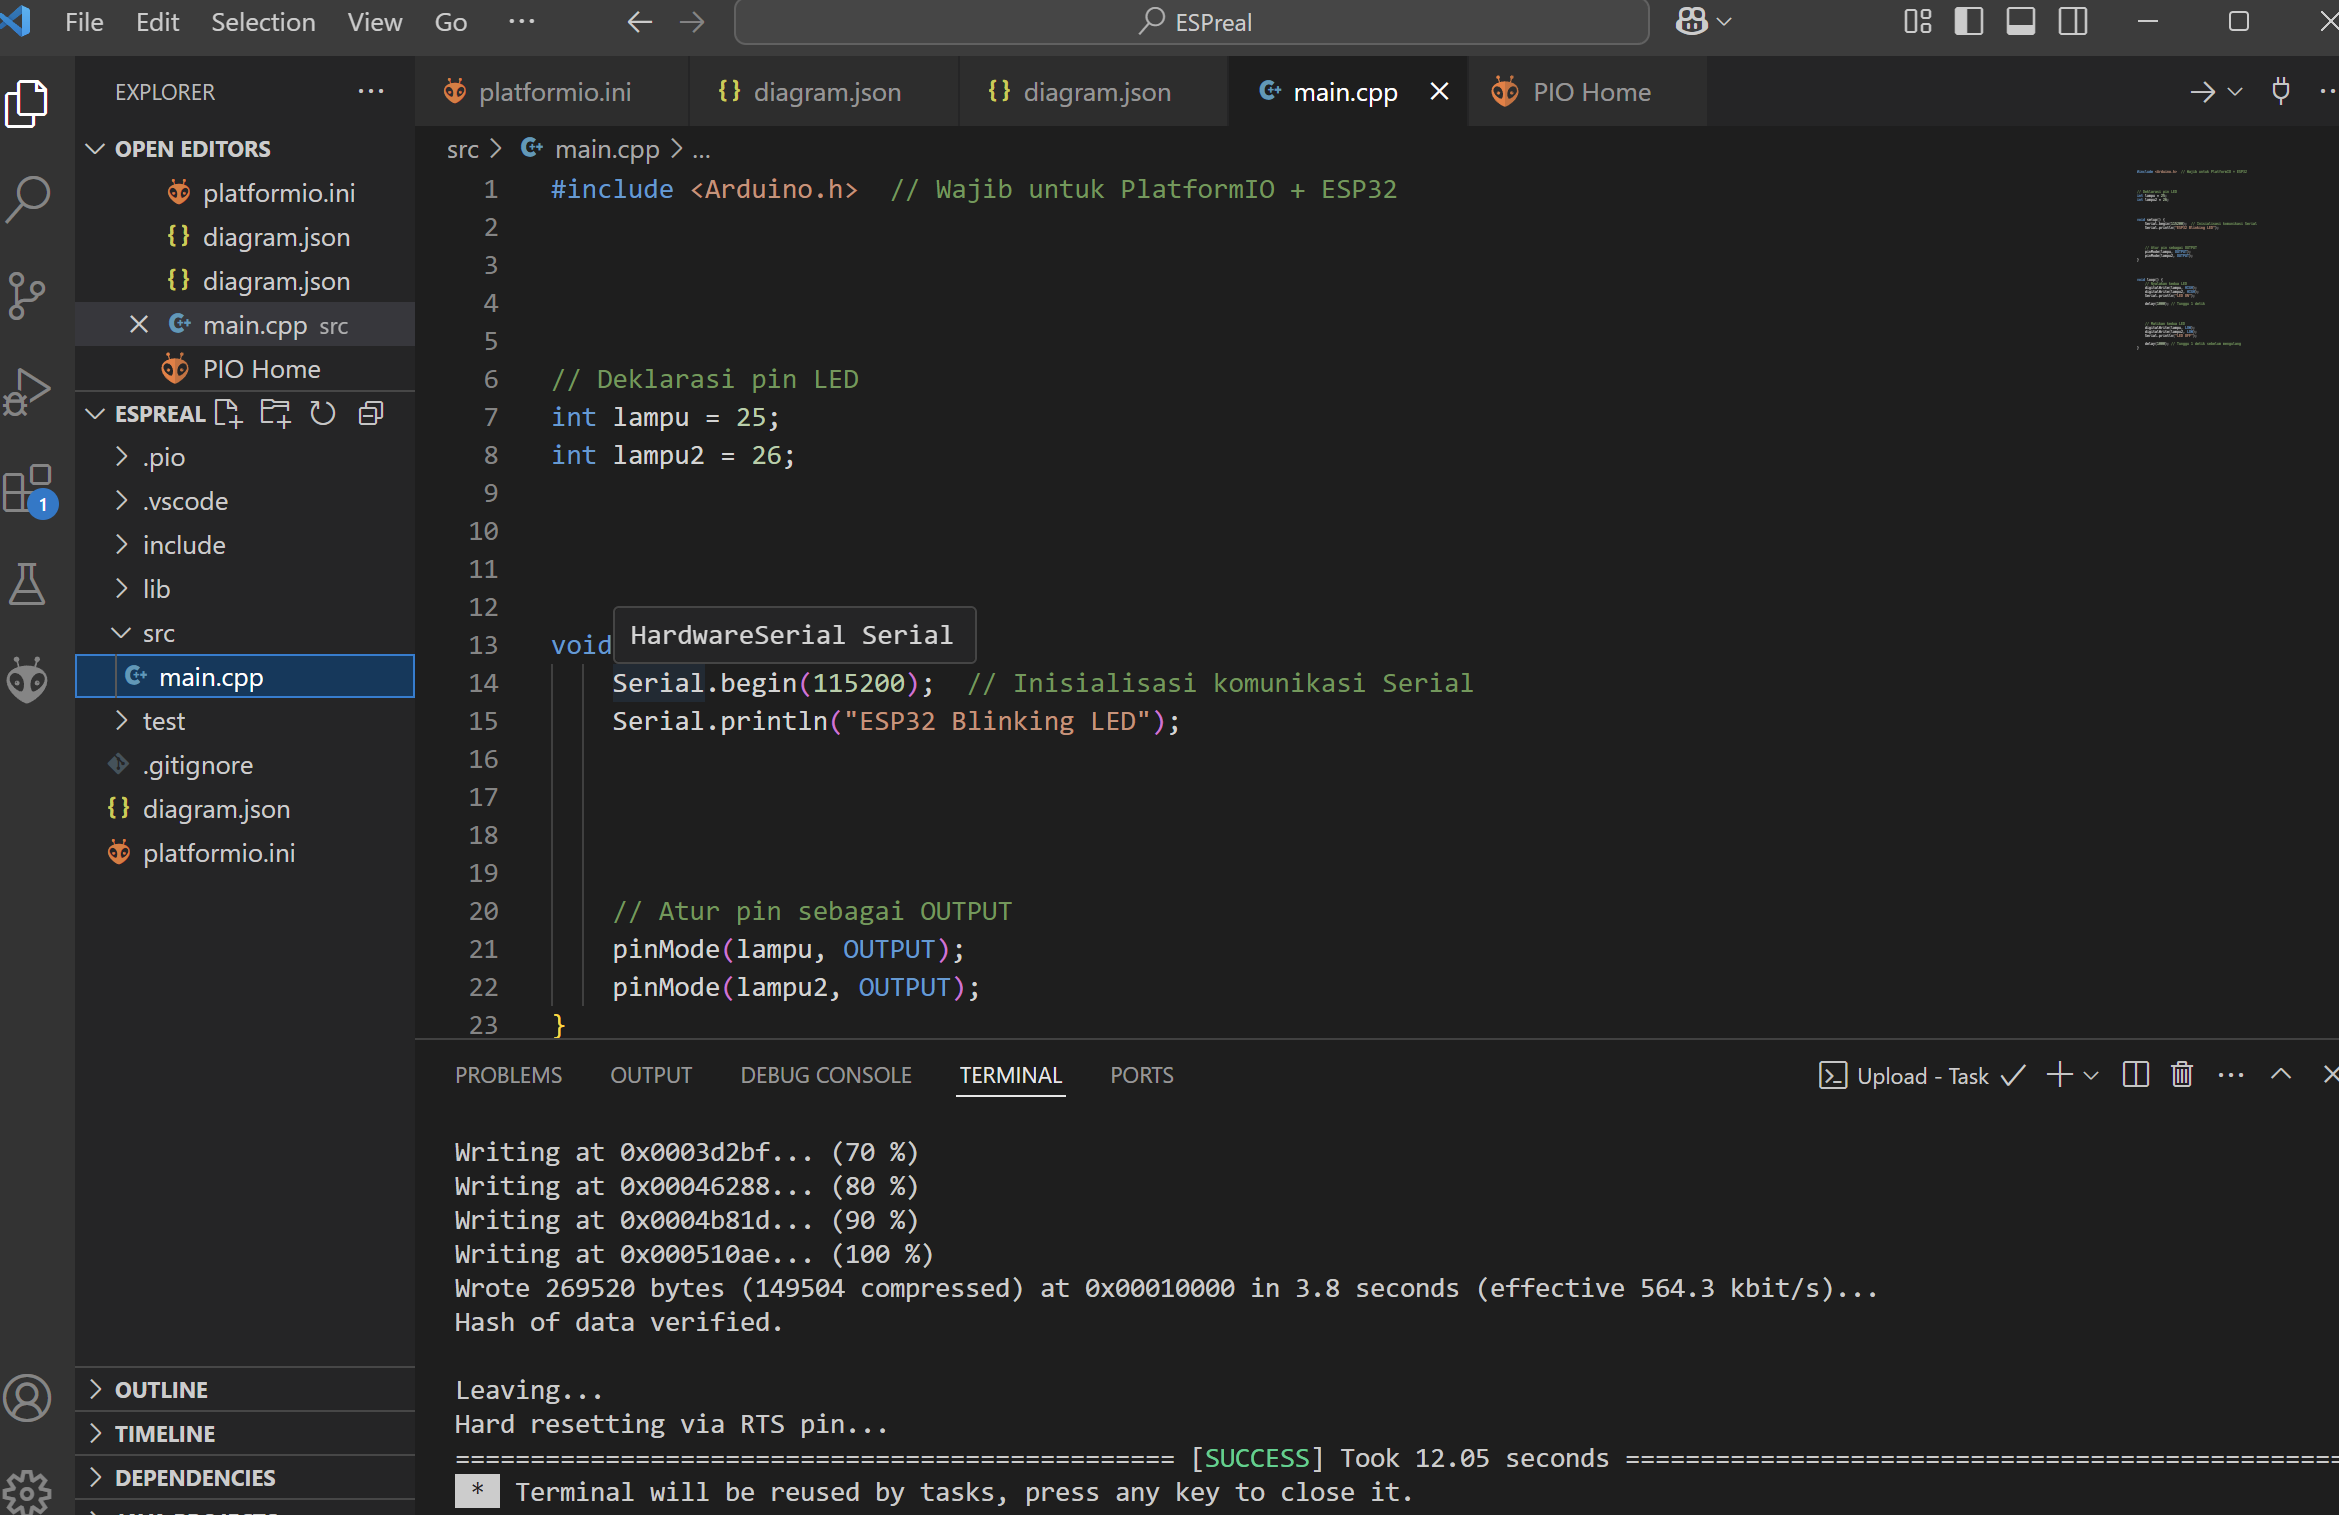 File Edit Selection View Go ··· ESPreal
EXPLORER ···
OPEN EDITORS
platformio.ini
{} diagram.json
{} diagram.json
main.cpp src
PIO Home
ESPREAL
.pio
.vscode
include
lib
src
main.cpp
test
.gitignore
{} diagram.json
platformio.ini
OUTLINE
TIMELINE
DEPENDENCIES
1
platformio.ini {} diagram.json {} diagram.json main.cpp PIO Home
src > main.cpp > ...
1 #include <Arduino.h>  // Wajib untuk PlatformIO + ESP32
2
3
4
5
6 // Deklarasi pin LED
7 int lampu = 25;
8 int lampu2 = 26;
9
10
11
12
HardwareSerial Serial
13 void
14 Serial.begin(115200);  // Inisialisasi komunikasi Serial
15 Serial.println("ESP32 Blinking LED");
16
17
18
19
20 // Atur pin sebagai OUTPUT
21 pinMode(lampu, OUTPUT);
22 pinMode(lampu2, OUTPUT);
23 }
PROBLEMS OUTPUT DEBUG CONSOLE TERMINAL PORTS Upload - Task
Writing at 0x0003d2bf... (70 %)
Writing at 0x00046288... (80 %)
Writing at 0x0004b81d... (90 %)
Writing at 0x000510ae... (100 %)
Wrote 269520 bytes (149504 compressed) at 0x00010000 in 3.8 seconds (effective 564.3 kbit/s)...
Hash of data verified.
Leaving...
Hard resetting via RTS pin...
================================================ [SUCCESS] Took 12.05 seconds ================================================
* Terminal will be reused by tasks, press any key to close it.